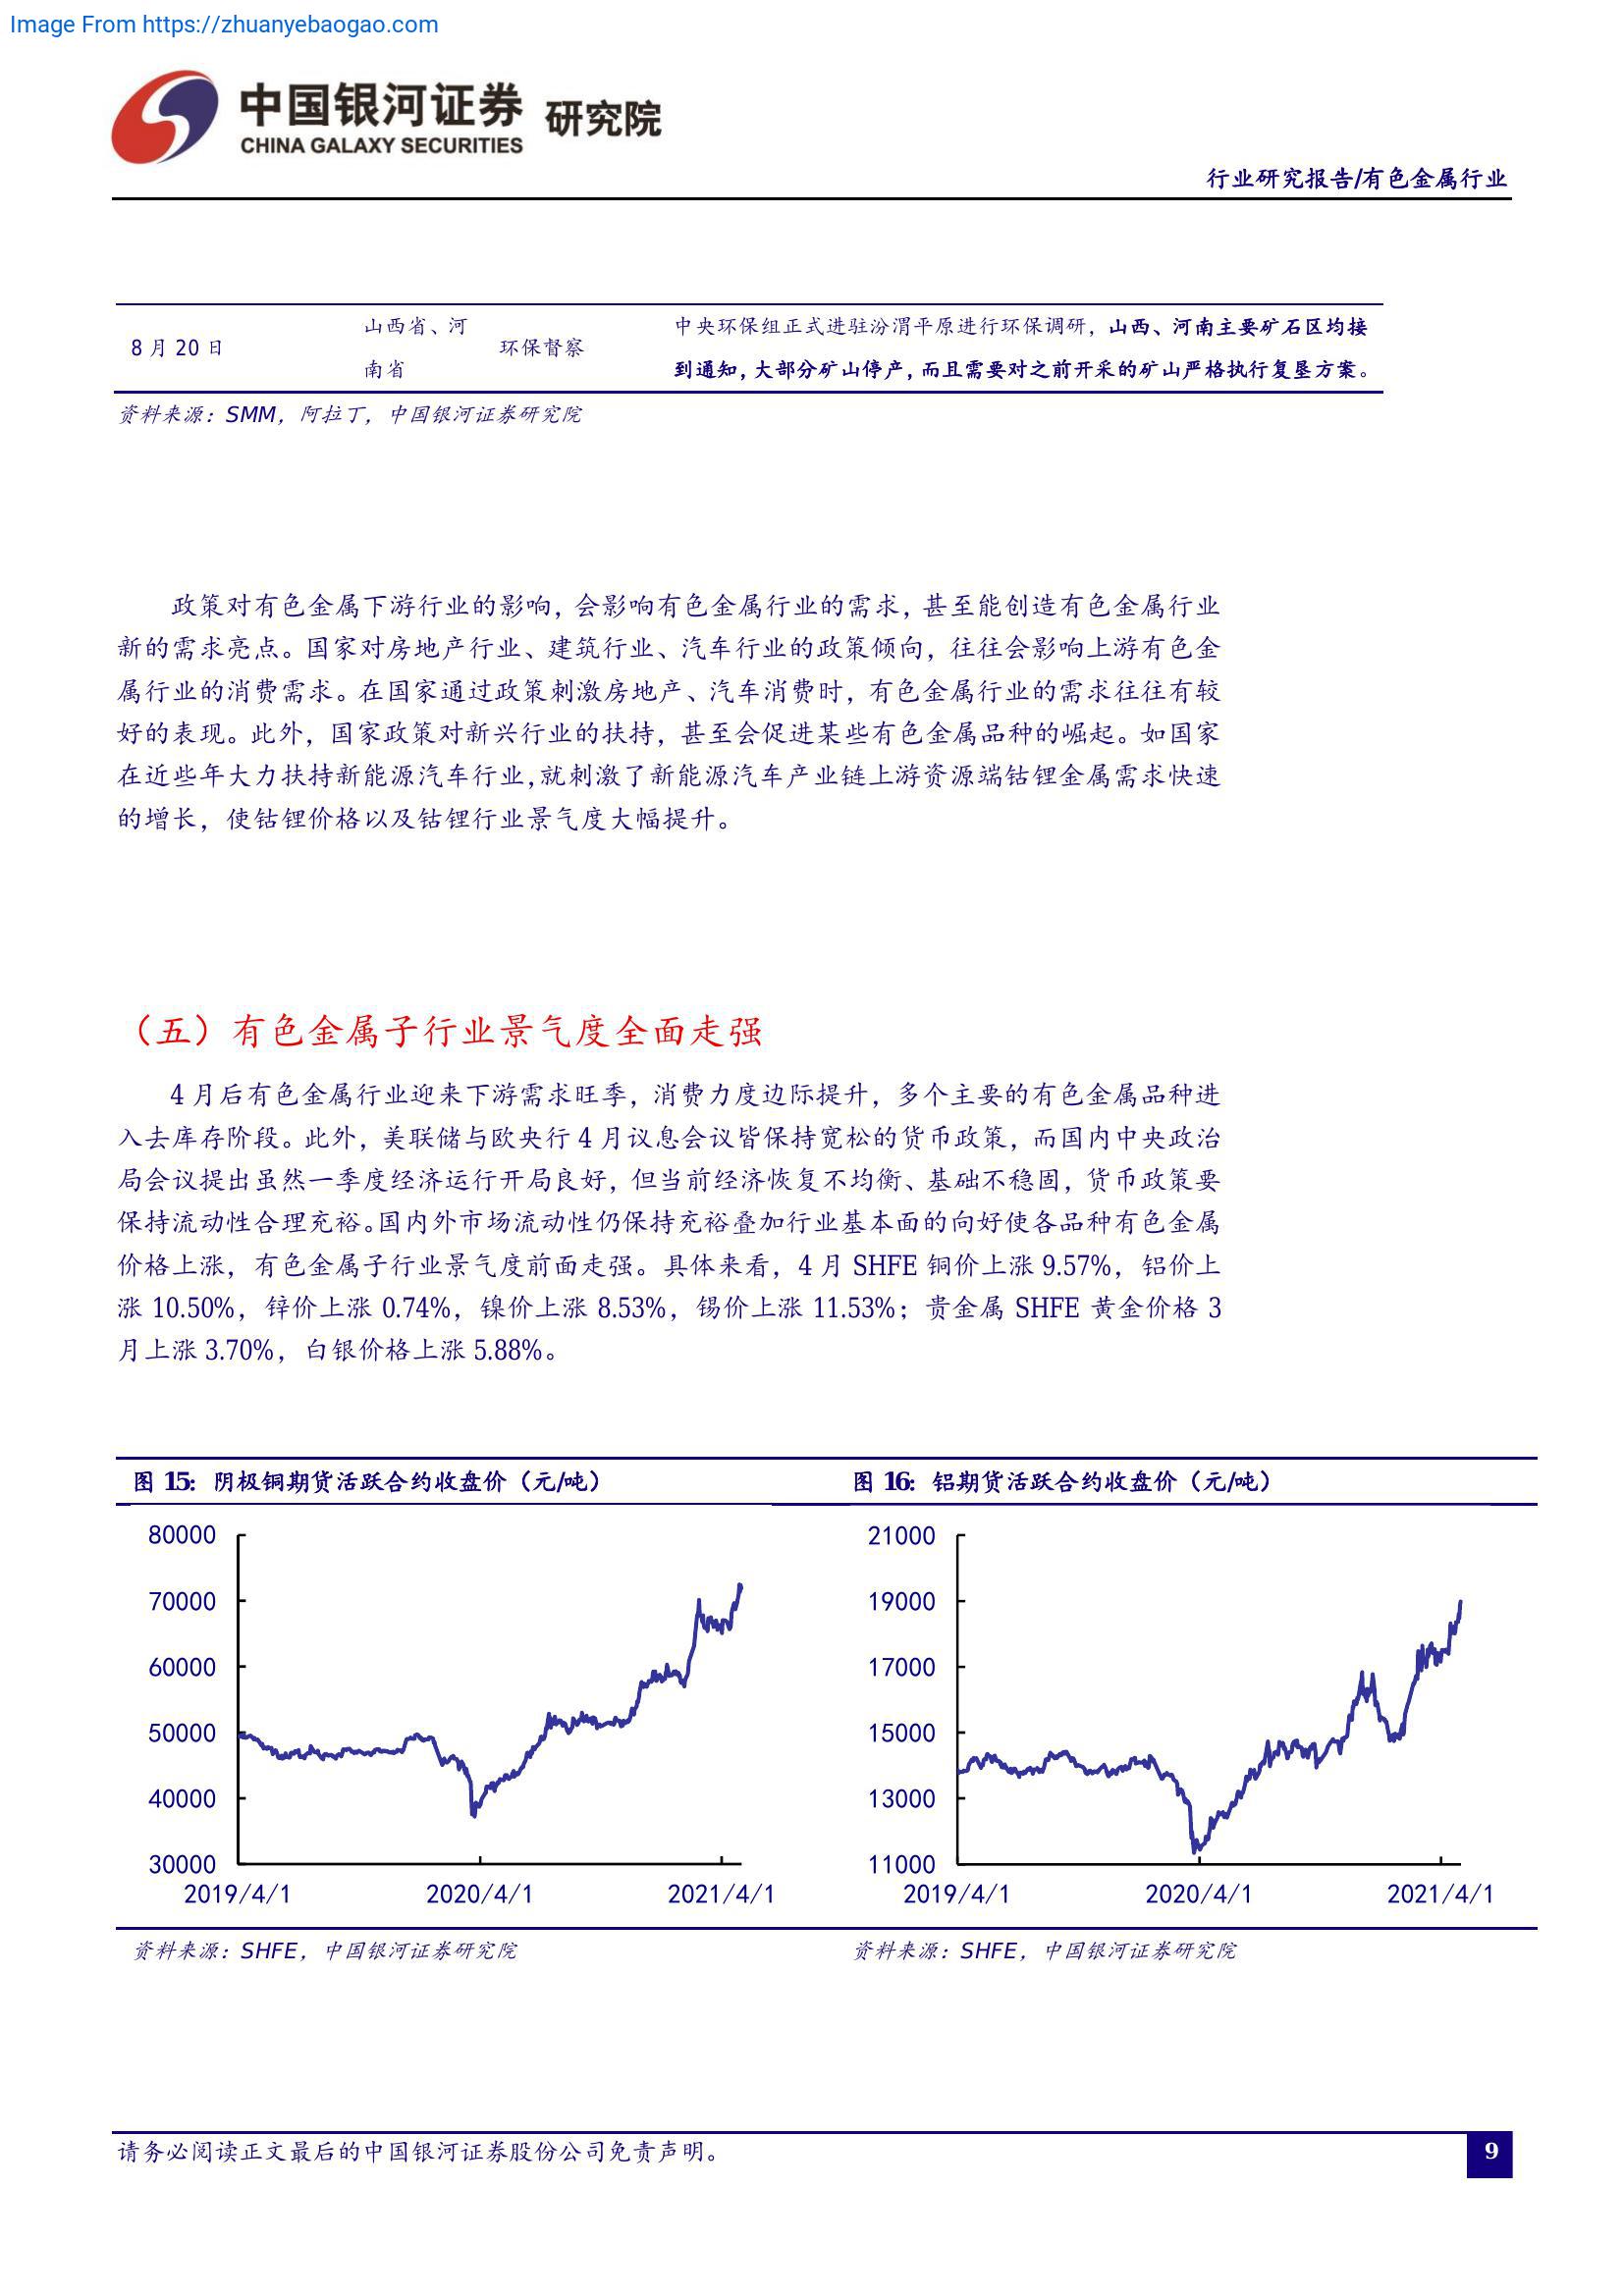 Image From https://zhuanyebaogao.com
中国银河证券 研究院
CHINA GALAXY SECURITIES
行业研究报告/有色金属行业
8 月 20 日
山西省、河
南省
环保督察
中央环保组正式进驻汾渭平原进行环保调研，山西、河南主要矿石区均接
到通知，大部分矿山停产，而且需要对之前开采的矿山严格执行复垦方案。
资料来源：SMM，阿拉丁，中国银河证券研究院
政策对有色金属下游行业的影响，会影响有色金属行业的需求，甚至能创造有色金属行业
新的需求亮点。国家对房地产行业、建筑行业、汽车行业的政策倾向，往往会影响上游有色金
属行业的消费需求。在国家通过政策刺激房地产、汽车消费时，有色金属行业的需求往往有较
好的表现。此外，国家政策对新兴行业的扶持，甚至会促进某些有色金属品种的崛起。如国家
在近些年大力扶持新能源汽车行业，就刺激了新能源汽车产业链上游资源端钴锂金属需求快速
的增长，使钴锂价格以及钴锂行业景气度大幅提升。
（五）有色金属子行业景气度全面走强
4 月后有色金属行业迎来下游需求旺季，消费力度边际提升，多个主要的有色金属品种进
入去库存阶段。此外，美联储与欧央行 4 月议息会议皆保持宽松的货币政策，而国内中央政治
局会议提出虽然一季度经济运行开局良好，但当前经济恢复不均衡、基础不稳固，货币政策要
保持流动性合理充裕。国内外市场流动性仍保持充裕叠加行业基本面的向好使各品种有色金属
价格上涨，有色金属子行业景气度前面走强。具体来看，4 月 SHFE 铜价上涨 9.57%，铝价上
涨 10.50%，锌价上涨 0.74%，镍价上涨 8.53%，锡价上涨 11.53%；贵金属 SHFE 黄金价格 3
月上涨 3.70%，白银价格上涨 5.88%。
图 15：阴极铜期货活跃合约收盘价（元/吨）
80000
70000
60000
50000
40000
30000
2019/4/1 2020/4/1 2021/4/1
资料来源：SHFE，中国银河证券研究院
图 16：铝期货活跃合约收盘价（元/吨）
21000
19000
17000
15000
13000
11000
2019/4/1 2020/4/1 2021/4/1
资料来源：SHFE，中国银河证券研究院
请务必阅读正文最后的中国银河证券股份公司免责声明。
9